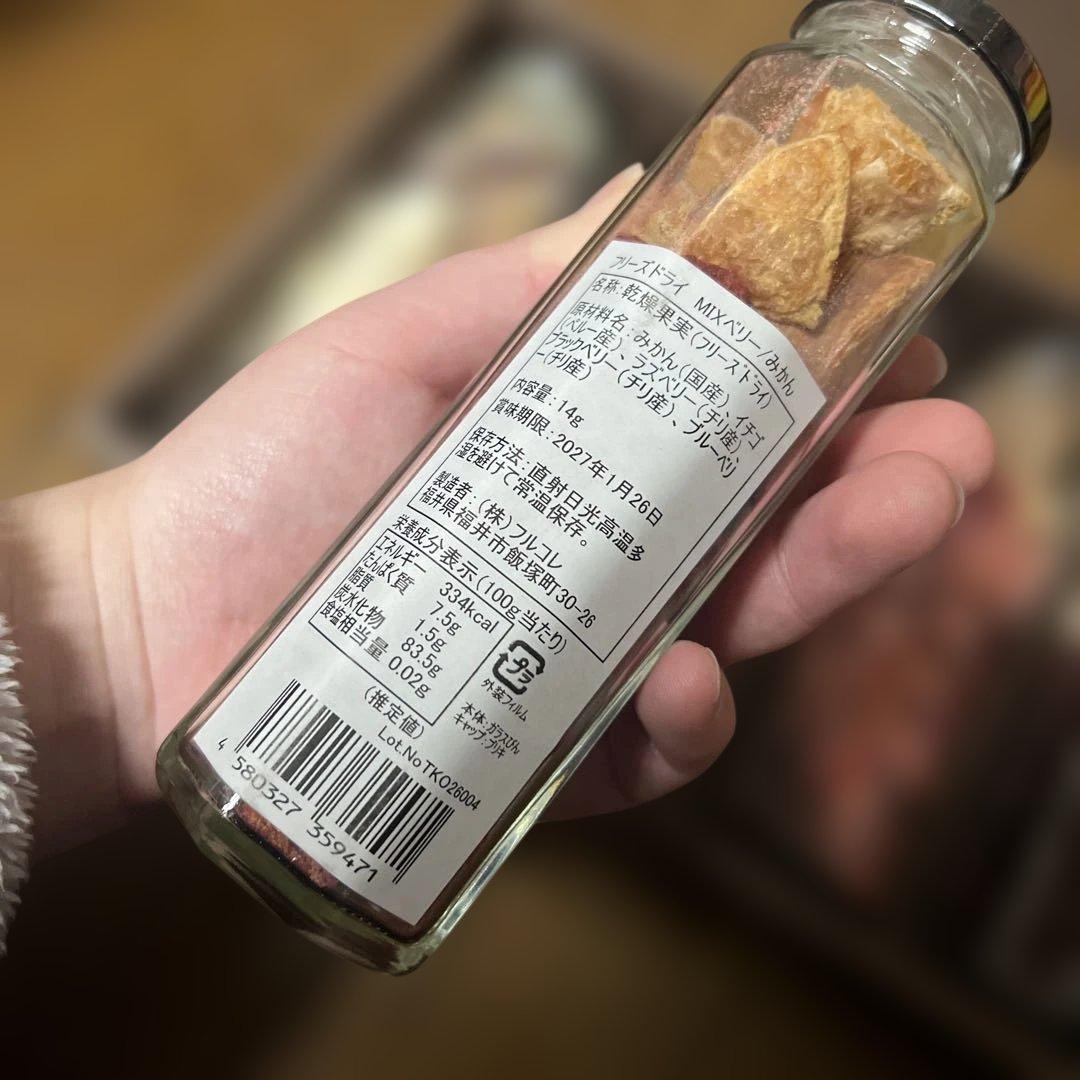 フリーズドライ MIXベリー/みかん
名称:乾燥果実(フリーズドライ)
原材料名:みかん(国産)、イチゴ
(ペルー産)、ラズベリー(チリ産)、
ブラックベリー(チリ産)、ブルーベリ
ー(チリ産)
内容量:14g
賞味期限:2027年1月26日
保存方法:直射日光高温多
湿を避けて常温保存。
製造者:(株)フルコレ
福井県福井市飯塚町30-26
栄養成分表示(100g当たり)
エネルギー 334kcal
たんぱく質 7.5g
脂質 1.5g
炭水化物 83.5g
食塩相当量 0.02g
(推定値)
プラ
外装フィルム
本体:ガラスびん
キャップ:ブリキ
Lot.NoTK026004
4 580327 359471